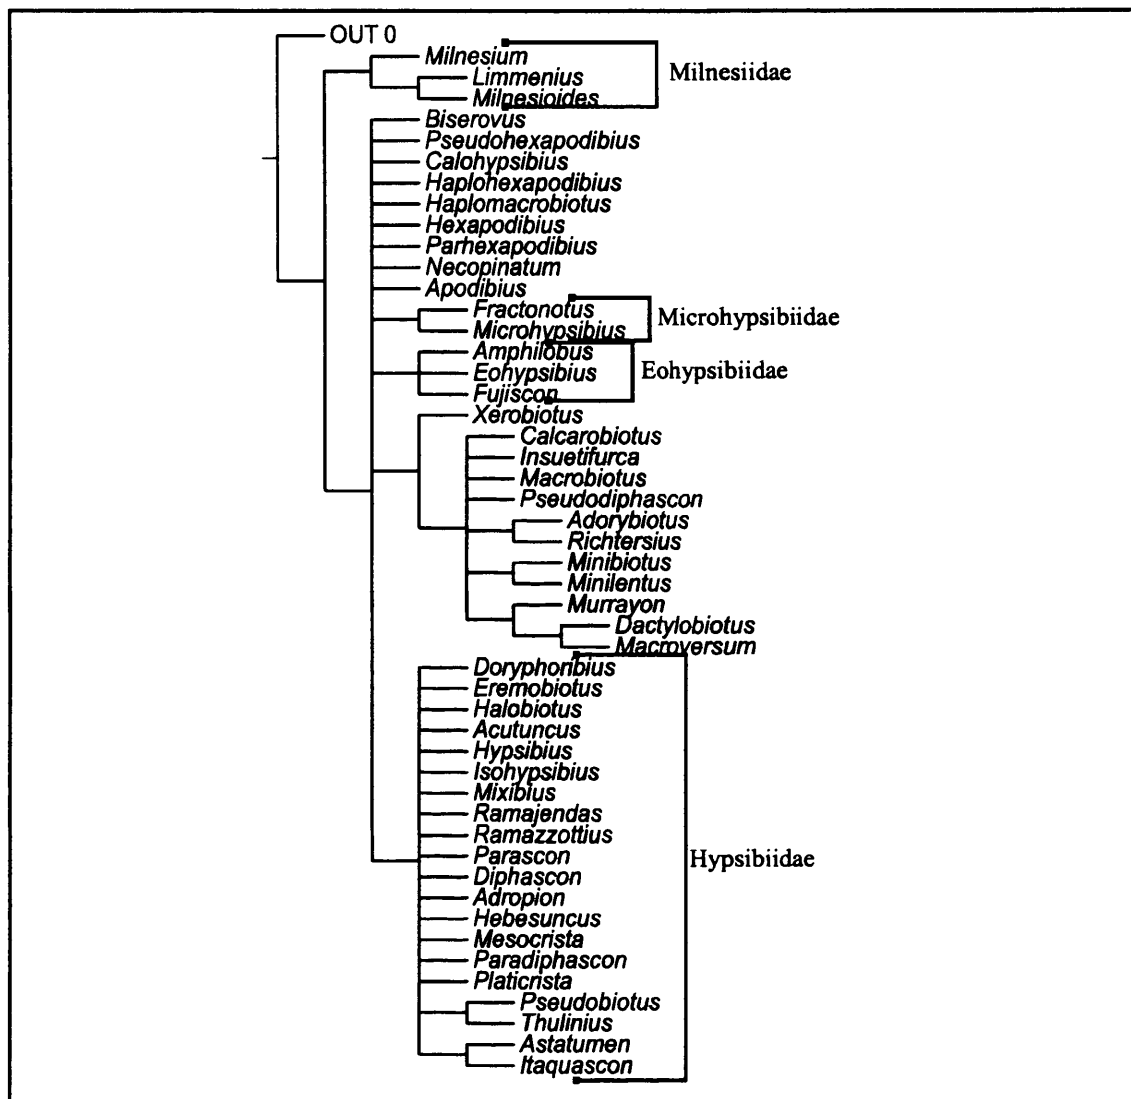 OUT 0
Milnesium
Limmenius
Milnesioides
Milnesiidae
Biserovus
Pseudohexapodibius
Calohypsibius
Haplohexapodibius
Haplomacrobiotus
Hexapodibius
Parhexapodibius
Necopinatum
Apodibius
Fractonotus
Microhypsibius
Microhypsibiidae
Amphilobus
Eohypsibius
Fujiscon
Eohypsibiidae
Xerobiotus
Calcarobiotus
Insuetifurca
Macrobiotus
Pseudodiphascon
Adorybiotus
Richtersius
Minibiotus
Minilentus
Murrayon
Dactylobiotus
Macroversum
Doryphoribius
Eremobiotus
Halobiotus
Acutuncus
Hypsibius
Isohypsibius
Mixibius
Ramajendas
Ramazzottius
Parascon
Diphascon
Adropion
Hebesuncus
Mesocrista
Paradiphascon
Platicrista
Pseudobiotus
Thulinius
Astatumen
Itaquascon
Hypsibiidae